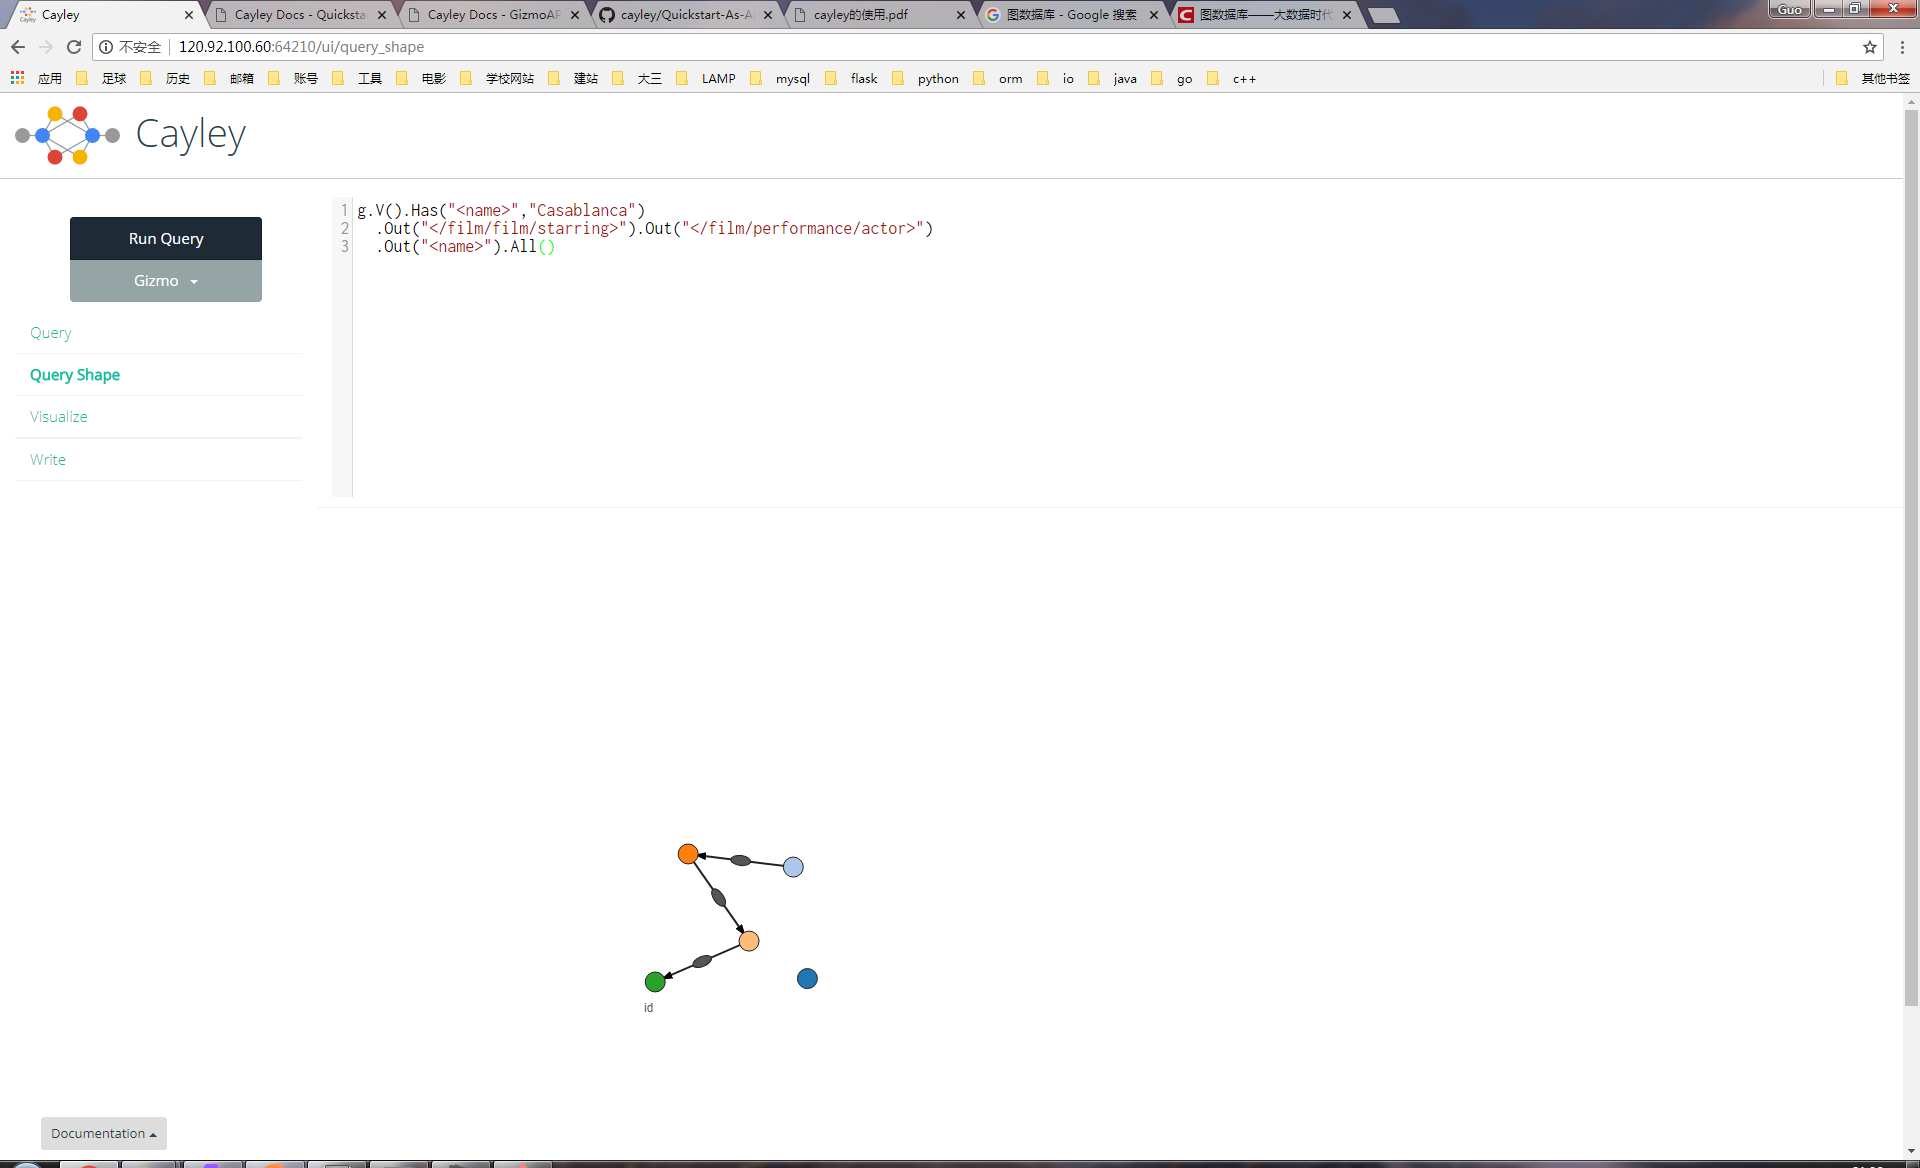 Cayley
Cayley Docs - Quicksta
Cayley Docs - GizmoAP
cayley/Quickstart-As-A
cayley的使用.pdf
图数据库 - Google 搜索
图数据库——大数据时代
Guo
不安全 120.92.100.60:64210/ui/query_shape
应用 足球 历史 邮箱 账号 工具 电影 学校网站 建站 大三 LAMP mysql flask python orm io java go c++ 其他书签
Cayley
Run Query
Gizmo
Query
Query Shape
Visualize
Write
1 g.V().Has("<name>","Casablanca")
2 .Out("</film/film/starring>").Out("</film/performance/actor>")
3 .Out("<name>").All()
id
Documentation